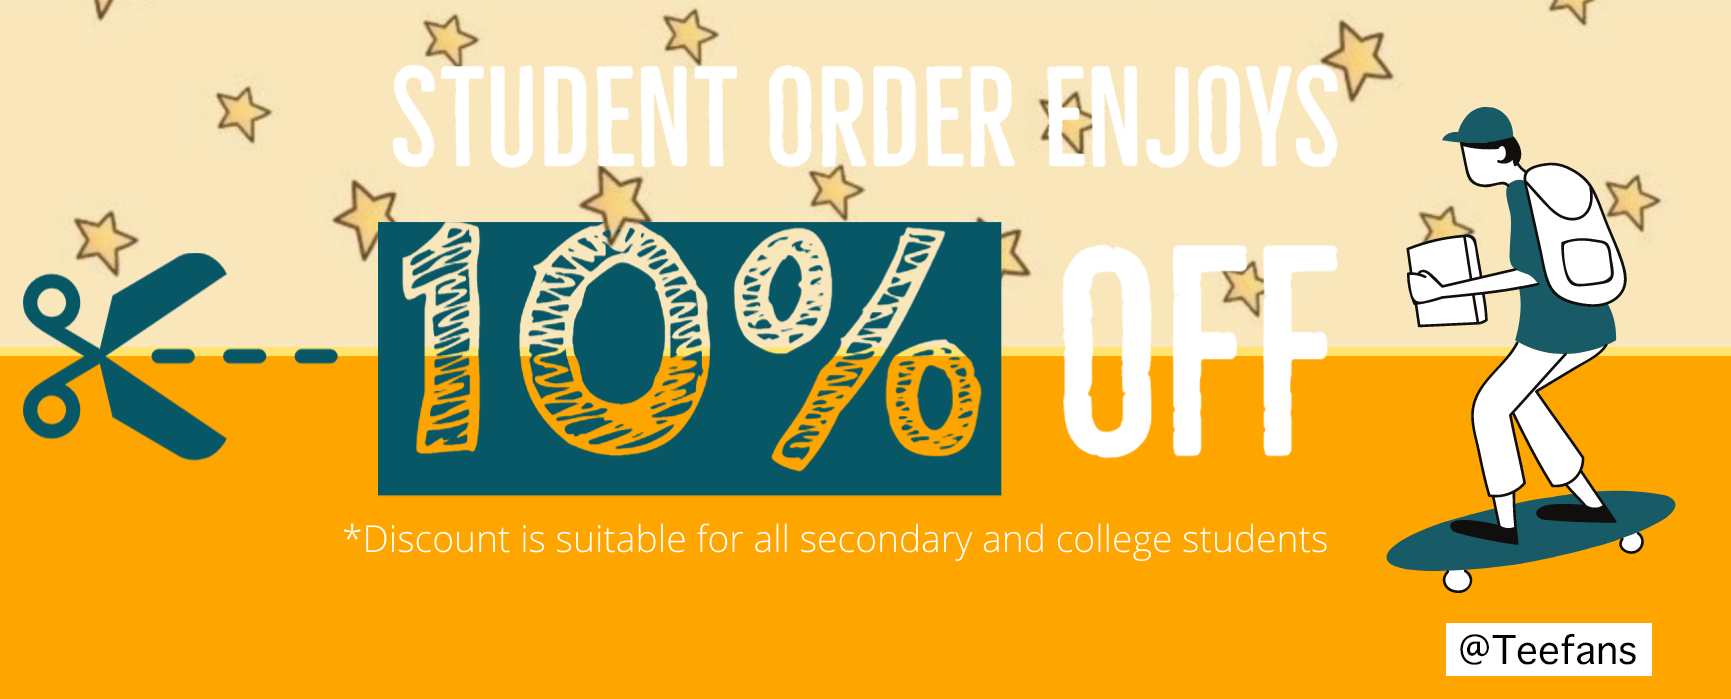 STUDENT ORDER ENJOYS
10% OFF
*Discount is suitable for all secondary and college students
@Teefans